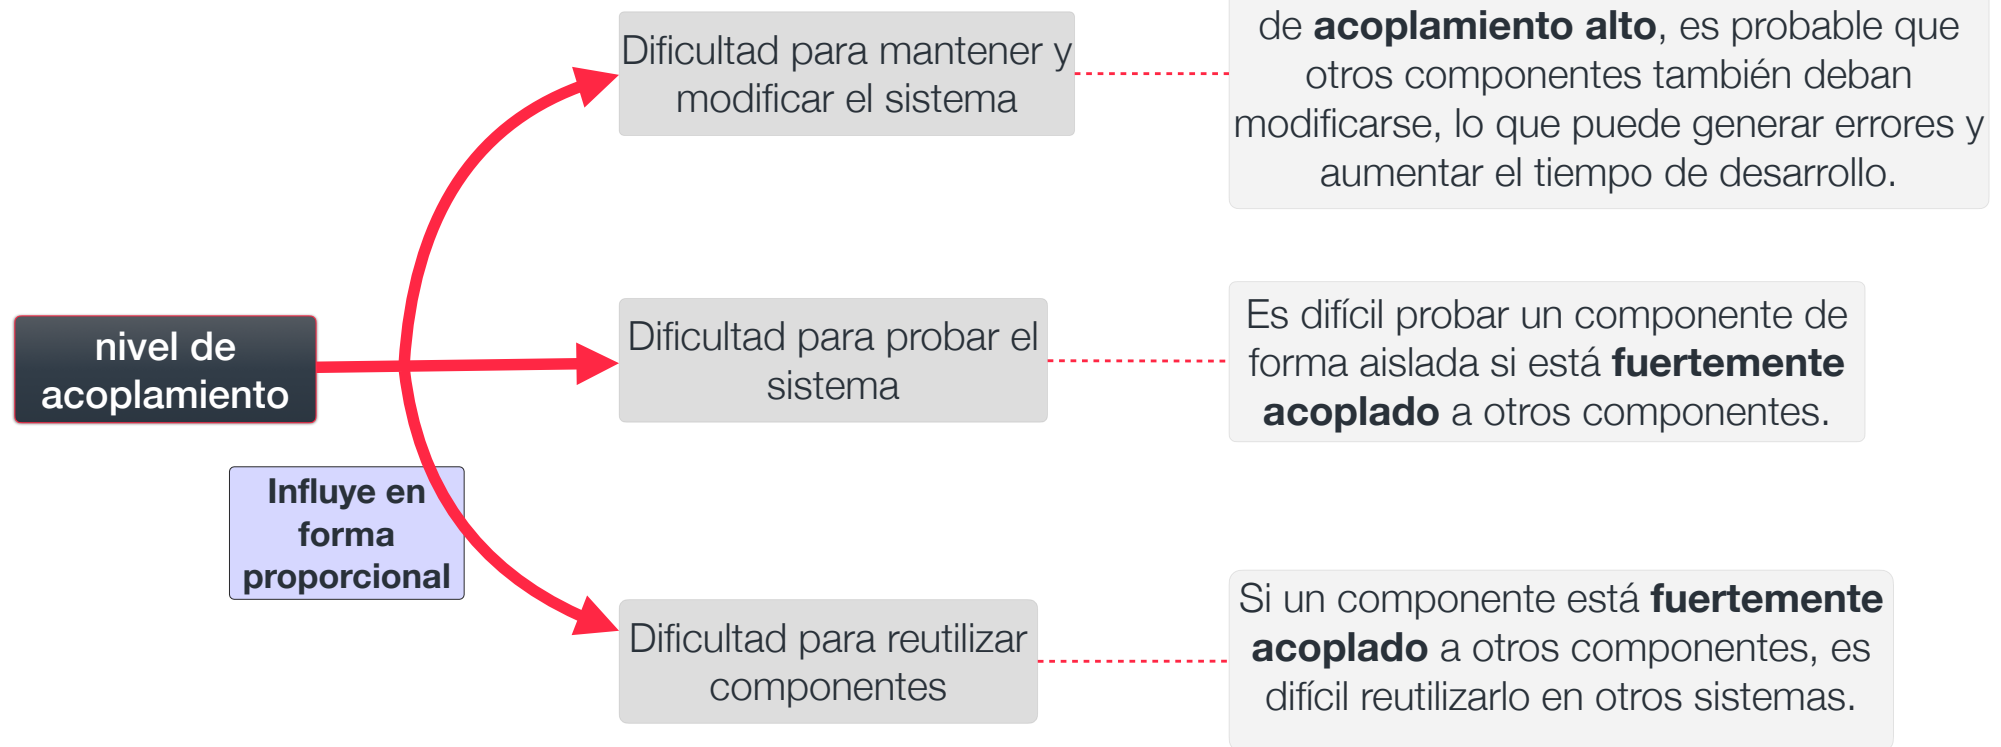 Dificultad para mantener y
modificar el sistema
de acoplamiento alto, es probable que
otros componentes también deban
modificarse, lo que puede generar errores y
aumentar el tiempo de desarrollo.
nivel de
acoplamiento
Dificultad para probar el
sistema
Es difícil probar un componente de
forma aislada si está fuertemente
acoplado a otros componentes.
Influye en
forma
proporcional
Dificultad para reutilizar
componentes
Si un componente está fuertemente
acoplado a otros componentes, es
difícil reutilizarlo en otros sistemas.